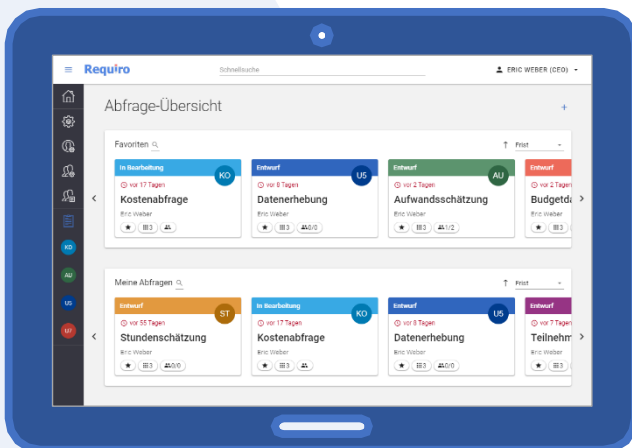 Requiro
Schnellsuche
ERIC WEBER (CEO)
Abfrage-Übersicht
+
Favoriten
Frist
In Bearbeitung
KO
vor 17 Tagen
Kostenabfrage
Eric Weber
3
Entwurf
US
vor 8 Tagen
Datenerhebung
Eric Weber
3
0/0
Entwurf
AU
vor 2 Tagen
Aufwandsschätzung
Eric Weber
3
1/2
Entwurf
vor 2 Tagen
Budgetda
Eric Weber
3
KO
AU
US
U7
Meine Abfragen
Frist
Entwurf
ST
vor 55 Tagen
Stundenschätzung
Eric Weber
3
0/0
In Bearbeitung
KO
vor 17 Tagen
Kostenabfrage
Eric Weber
3
Entwurf
US
vor 8 Tagen
Datenerhebung
Eric Weber
3
0/0
Entwurf
vor 7 Tagen
Teilnehm
Eric Weber
3